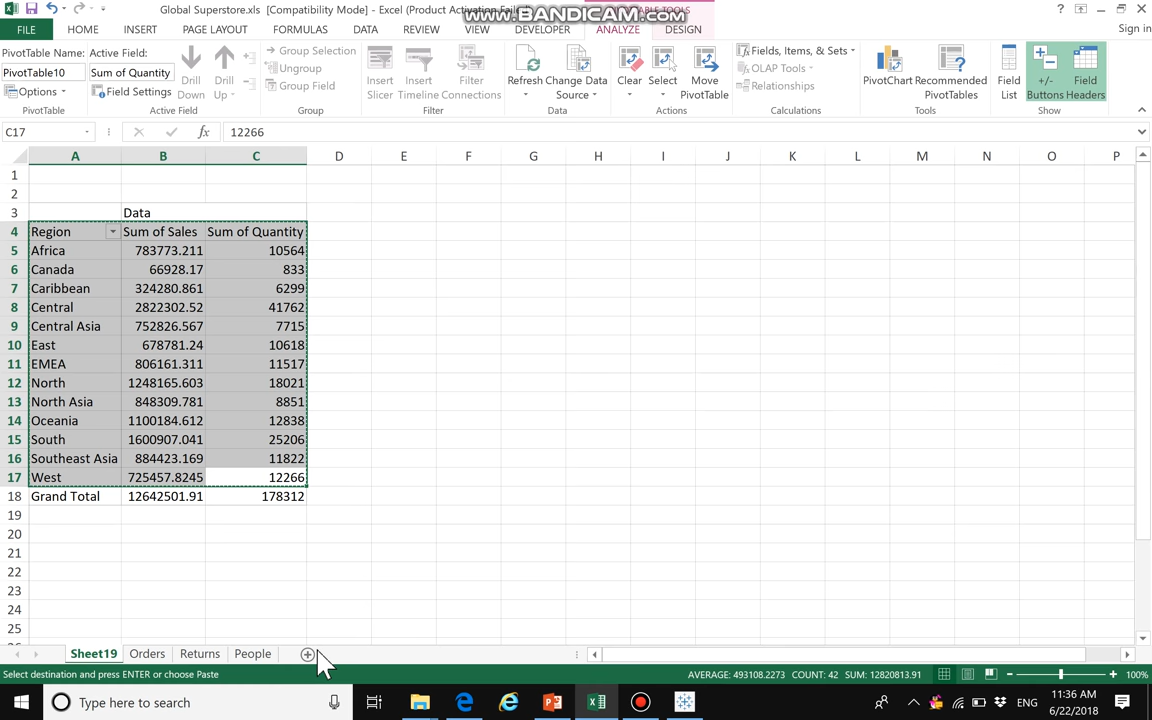 Global Superstore.xls [Compatibility Mode] - Excel (Product Activation Failed)
www.BANDICAM.com
FILE HOME INSERT PAGE LAYOUT FORMULAS DATA REVIEW VIEW DEVELOPER ANALYZE DESIGN Sign in
PivotTable Name: Active Field:
PivotTable10 Sum of Quantity
Options Field Settings
Drill Down Drill Up
Group Selection
Ungroup
Group Field
Insert Slicer Insert Timeline Filter Connections
Refresh Change Data Source
Clear Select Move PivotTable
Fields, Items, & Sets
OLAP Tools
Relationships
PivotChart Recommended PivotTables
Field List +/- Buttons Field Headers
PivotTable Active Field Group Filter Data Actions Calculations Tools Show
C17 fx 12266
A B C D E F G H I J K L M N O P
1
2
3 Data
4 Region Sum of Sales Sum of Quantity
5 Africa 783773.211 10564
6 Canada 66928.17 833
7 Caribbean 324280.861 6299
8 Central 2822302.52 41762
9 Central Asia 752826.567 7715
10 East 678781.24 10618
11 EMEA 806161.311 11517
12 North 1248165.603 18021
13 North Asia 848309.781 8851
14 Oceania 1100184.612 12838
15 South 1600907.041 25206
16 Southeast Asia 884423.169 11822
17 West 725457.8245 12266
18 Grand Total 12642501.91 178312
19
20
21
22
23
24
25
Sheet19 Orders Returns People
Select destination and press ENTER or choose Paste AVERAGE: 493108.2273 COUNT: 42 SUM: 12820813.91 100%
Type here to search ENG 11:36 AM
6/22/2018